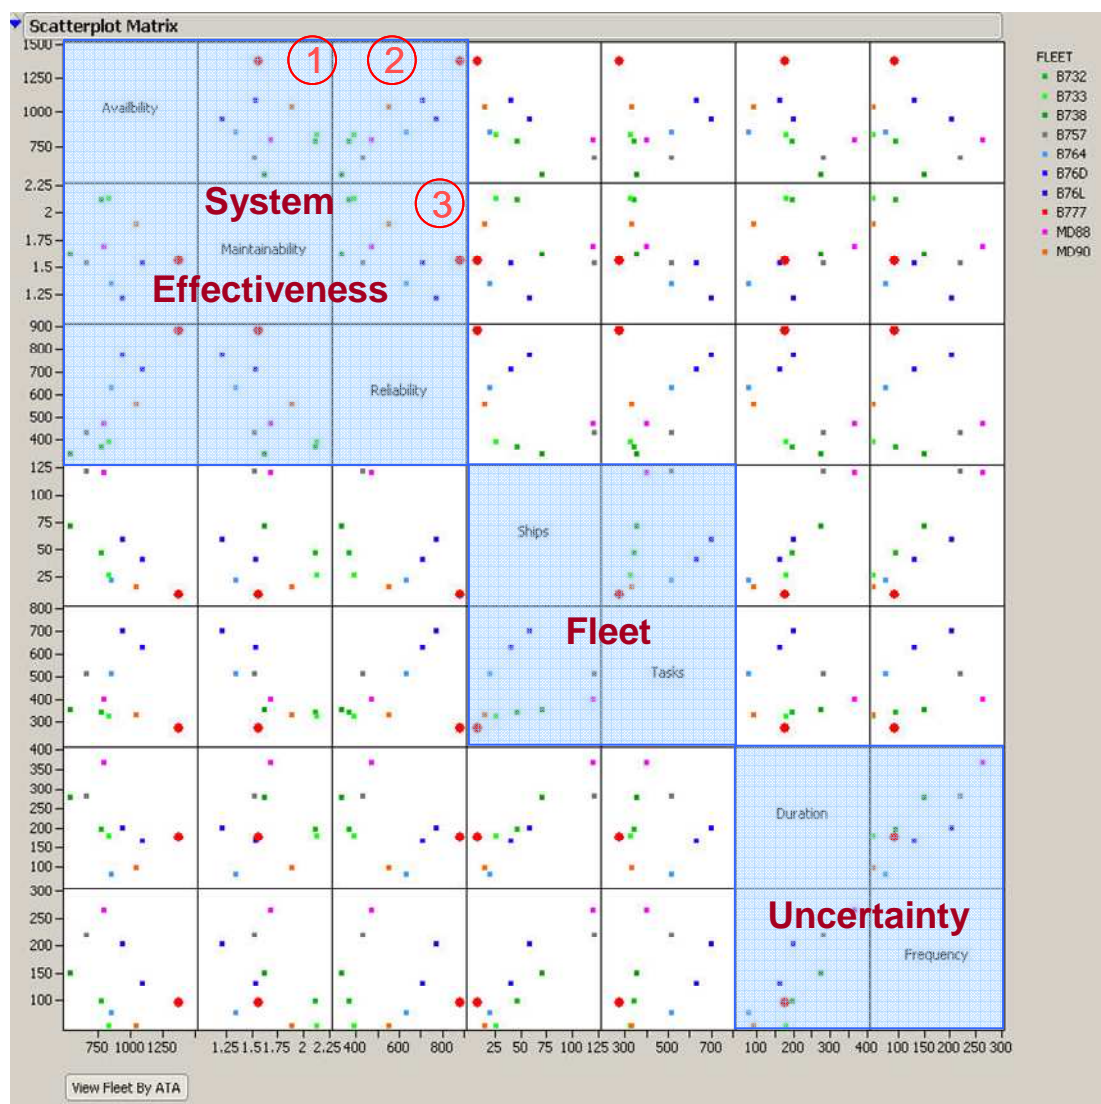 Scatterplot Matrix
1500
1250
1000
750
2.25
2
1.75
1.5
1.25
900
800
700
600
500
400
125
100
75
50
25
800
700
600
500
400
300
400
350
300
250
200
150
100
300
250
200
150
100
Availbility
1
2
System
3
Maintainability
Effectiveness
Reliability
Ships
Fleet
Tasks
Duration
Uncertainty
Frequency
750 1000 1250
1.25 1.5 1.75 2 2.25
400 600 800
25 50 75 100 125
300 500 700
100 200 300 400
100 150 200 250 300
FLEET
B732
B733
B738
B757
B764
B76D
B76L
B777
MD88
MD90
View Fleet By ATA